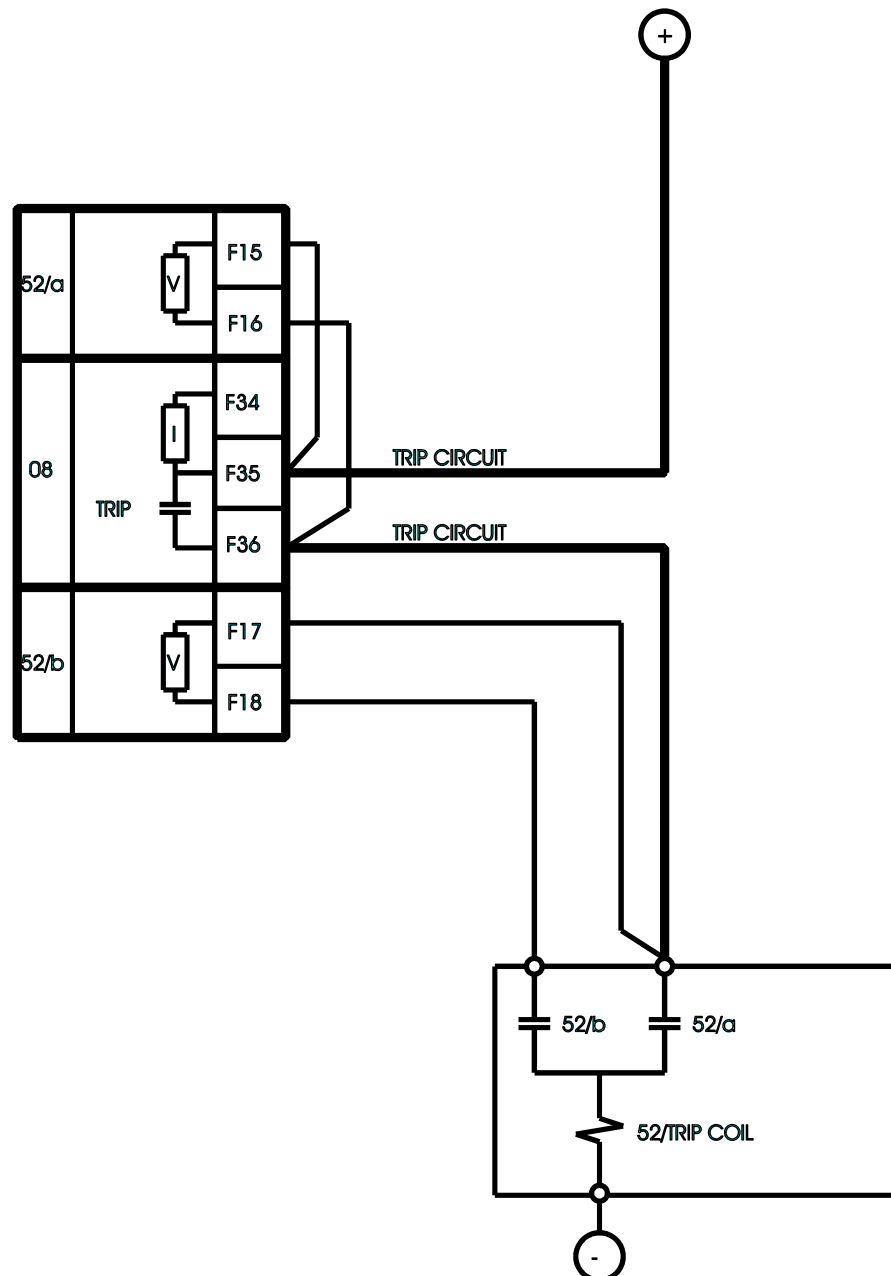 +
F15
52/a
V
F16
F34
I
08
F35
TRIP CIRCUIT
TRIP
F36
TRIP CIRCUIT
F17
52/b
V
F18
52/b
52/a
52/TRIP COIL
-